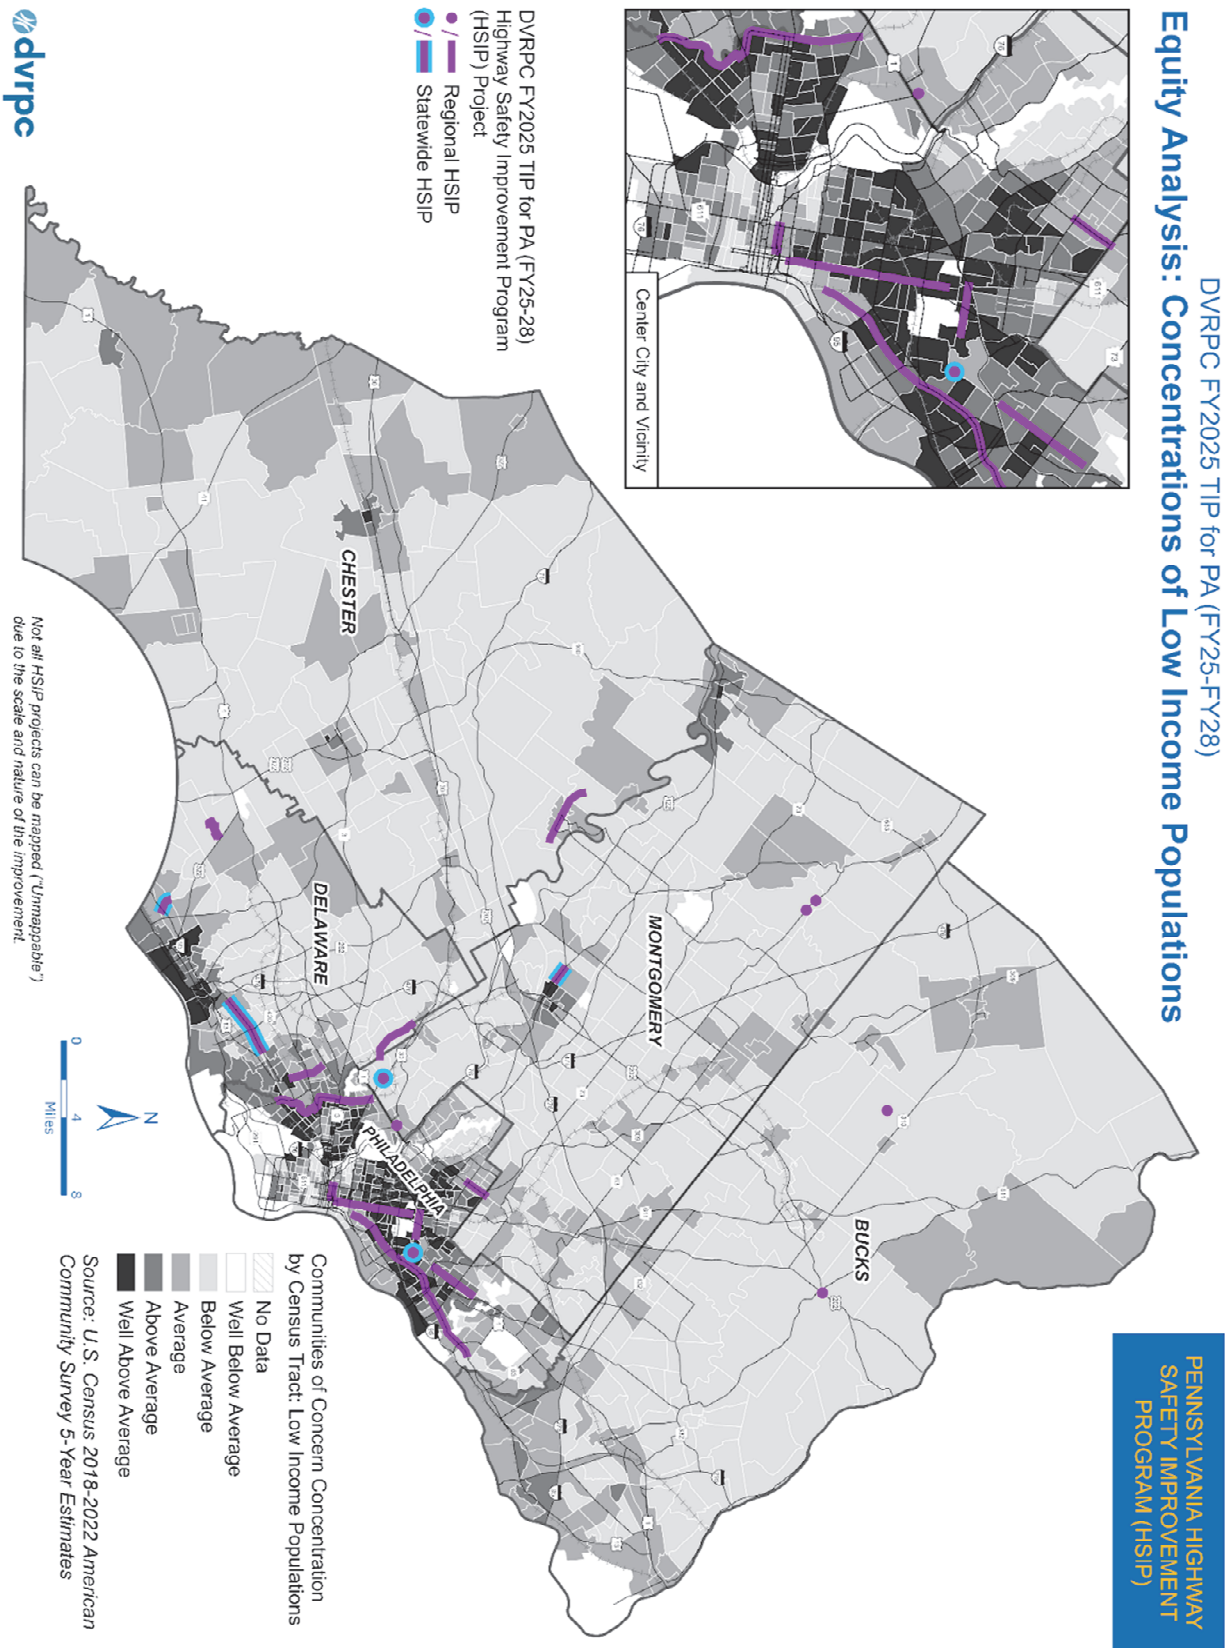 DVRPC FY2025 TIP for PA (FY25-FY28)
Equity Analysis: Concentrations of Low Income Populations
PENNSYLVANIA HIGHWAY
SAFETY IMPROVEMENT
PROGRAM (HSIP)
Center City and Vicinity
DVRPC FY2025 TIP for PA (FY25-28)
Highway Safety Improvement Program
(HSIP) Project
/ Regional HSIP
/ Statewide HSIP
BUCKS
MONTGOMERY
PHILADELPHIA
CHESTER
DELAWARE
Communities of Concern Concentration
by Census Tract: Low Income Populations
No Data
Well Below Average
Below Average
Average
Above Average
Well Above Average
Source: U.S. Census 2018-2022 American
Community Survey 5-Year Estimates
N
0 4 8
Miles
Not all HSIP projects can be mapped ("Unmappable")
due to the scale and nature of the improvement.
dvrpc